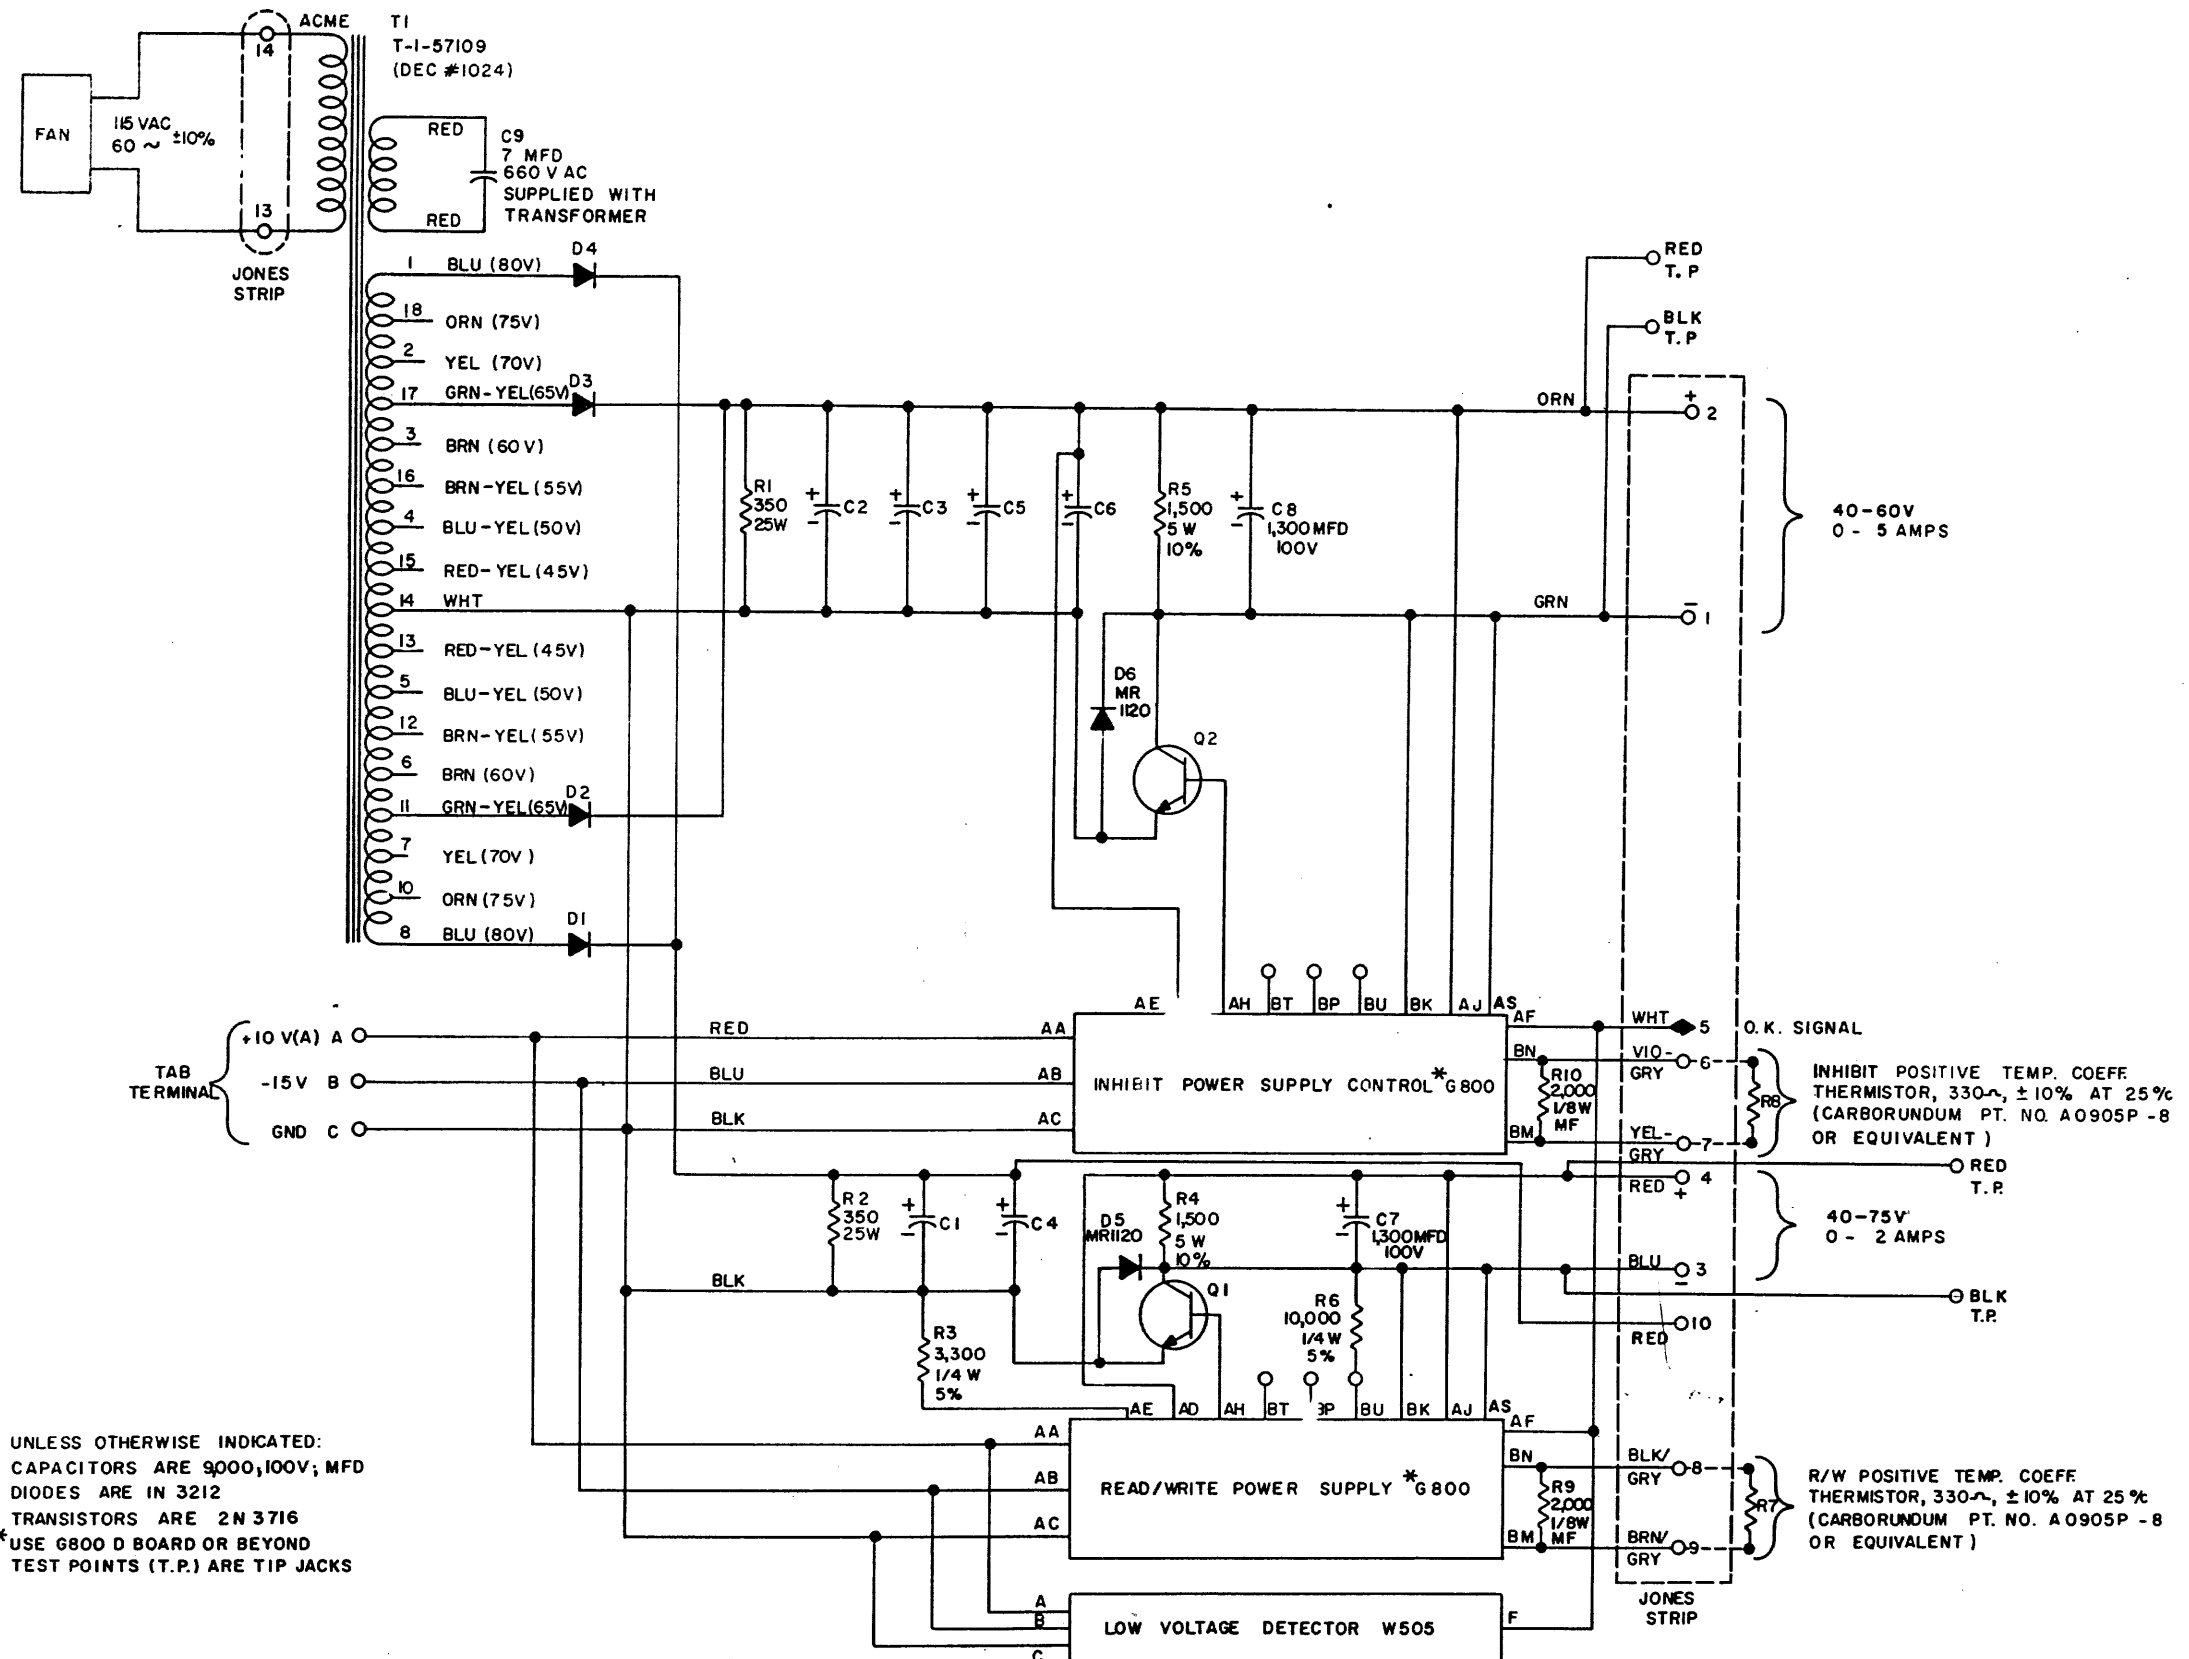 ACME
T1
T-1-57109
(DEC #1024)
14
FAN
115 VAC ±10%
60 ~
13
JONES
STRIP
RED
C9
7 MFD
660 VAC
SUPPLIED WITH
TRANSFORMER
RED
1 BLU (80V) D4
18 ORN (75V)
2 YEL (70V)
17 GRN-YEL(65V) D3
3 BRN (60V)
16 BRN-YEL (55V)
4 BLU-YEL (50V)
15 RED-YEL (45V)
14 WHT
13 RED-YEL (45V)
5 BLU-YEL (50V)
12 BRN-YEL (55V)
6 BRN (60V)
11 GRN-YEL(65V) D2
7 YEL (70V)
10 ORN (75V)
8 BLU (80V) D1
RED
T.P
BLK
T.P
ORN
+
2
GRN
−
1
40-60V
0 - 5 AMPS
R1
350
25W
+ C2 −
+ C3 −
+ C5 −
+ C6 −
R5
1,500
5 W
10%
+ C8 −
1,300 MFD
100V
D6
MR
1120
Q2
TAB
TERMINAL
+10 V(A) A
-15V B
GND C
RED
BLU
BLK
AA
AB
AC
AE AH BT BP BU BK AJ AS
INHIBIT POWER SUPPLY CONTROL *G800
AF
BN
BM
R10
2,000
1/8W
MF
WHT 5 O.K. SIGNAL
VIO-
GRY
6
YEL-
GRY
7
R8
INHIBIT POSITIVE TEMP. COEFF.
THERMISTOR, 330Ω, ±10% AT 25°C
(CARBORUNDUM PT. NO. A0905P-8
OR EQUIVALENT)
RED
T.P.
RED
+
4
40-75V
0 - 2 AMPS
BLU
−
3
BLK
T.P.
RED
10
R2
350
25W
+ C1 −
+ C4 −
BLK
R3
3,300
1/4 W
5%
D5
MR1120
R4
1,500
5 W
10%
Q1
+ C7 −
1,300MFD
100V
R6
10,000
1/4 W
5%
AE AD AH BT BP BU BK AJ AS
AA
AB
AC
READ/WRITE POWER SUPPLY *G800
AF
BN
BM
R9
2,000
1/8W
MF
BLK/
GRY
8
BRN/
GRY
9
R7
R/W POSITIVE TEMP. COEFF.
THERMISTOR, 330Ω, ±10% AT 25°C
(CARBORUNDUM PT. NO. A0905P-8
OR EQUIVALENT)
JONES
STRIP
A
B
C
LOW VOLTAGE DETECTOR W505
F
UNLESS OTHERWISE INDICATED:
CAPACITORS ARE 9,000,100V; MFD
DIODES ARE IN 3212
TRANSISTORS ARE 2N 3716
*USE G800 D BOARD OR BEYOND
TEST POINTS (T.P.) ARE TIP JACKS